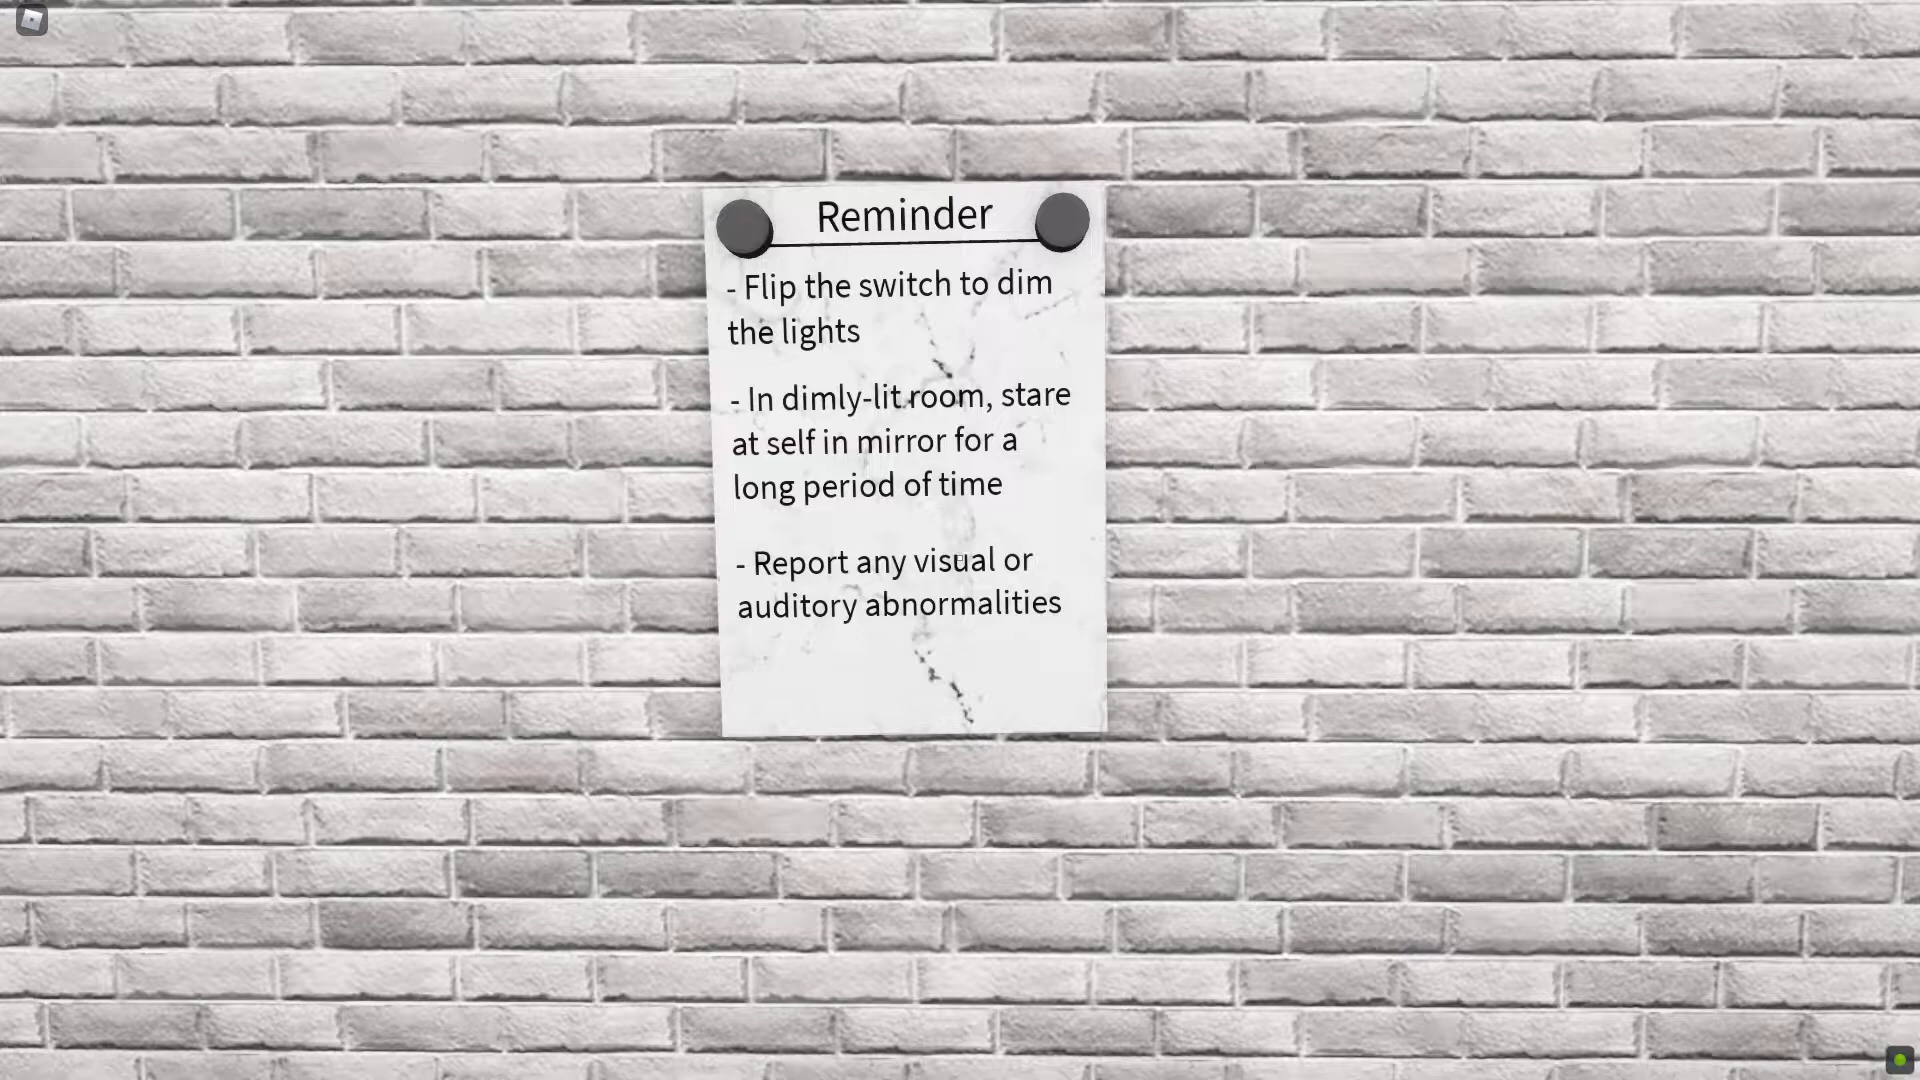 Reminder
- Flip the switch to dim
the lights
- In dimly-lit room, stare
at self in mirror for a
long period of time
- Report any visual or
auditory abnormalities